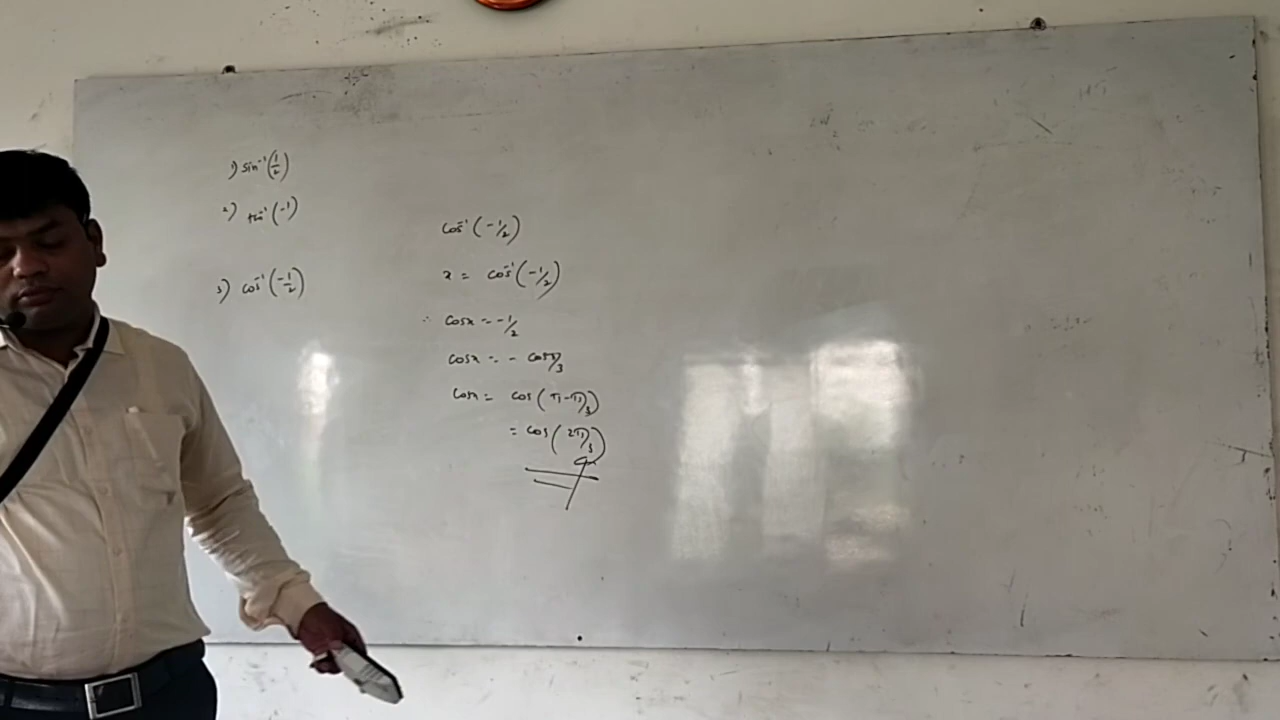 1) sin⁻¹(1/2)
2) tan⁻¹(-1)
3) cos⁻¹(-1/2)
cos⁻¹(-1/2)
x = cos⁻¹(-1/2)
∴ cosx = -1/2
cosx = - cos π/3
cosx = cos(π-π/3)
= cos(2π/3)